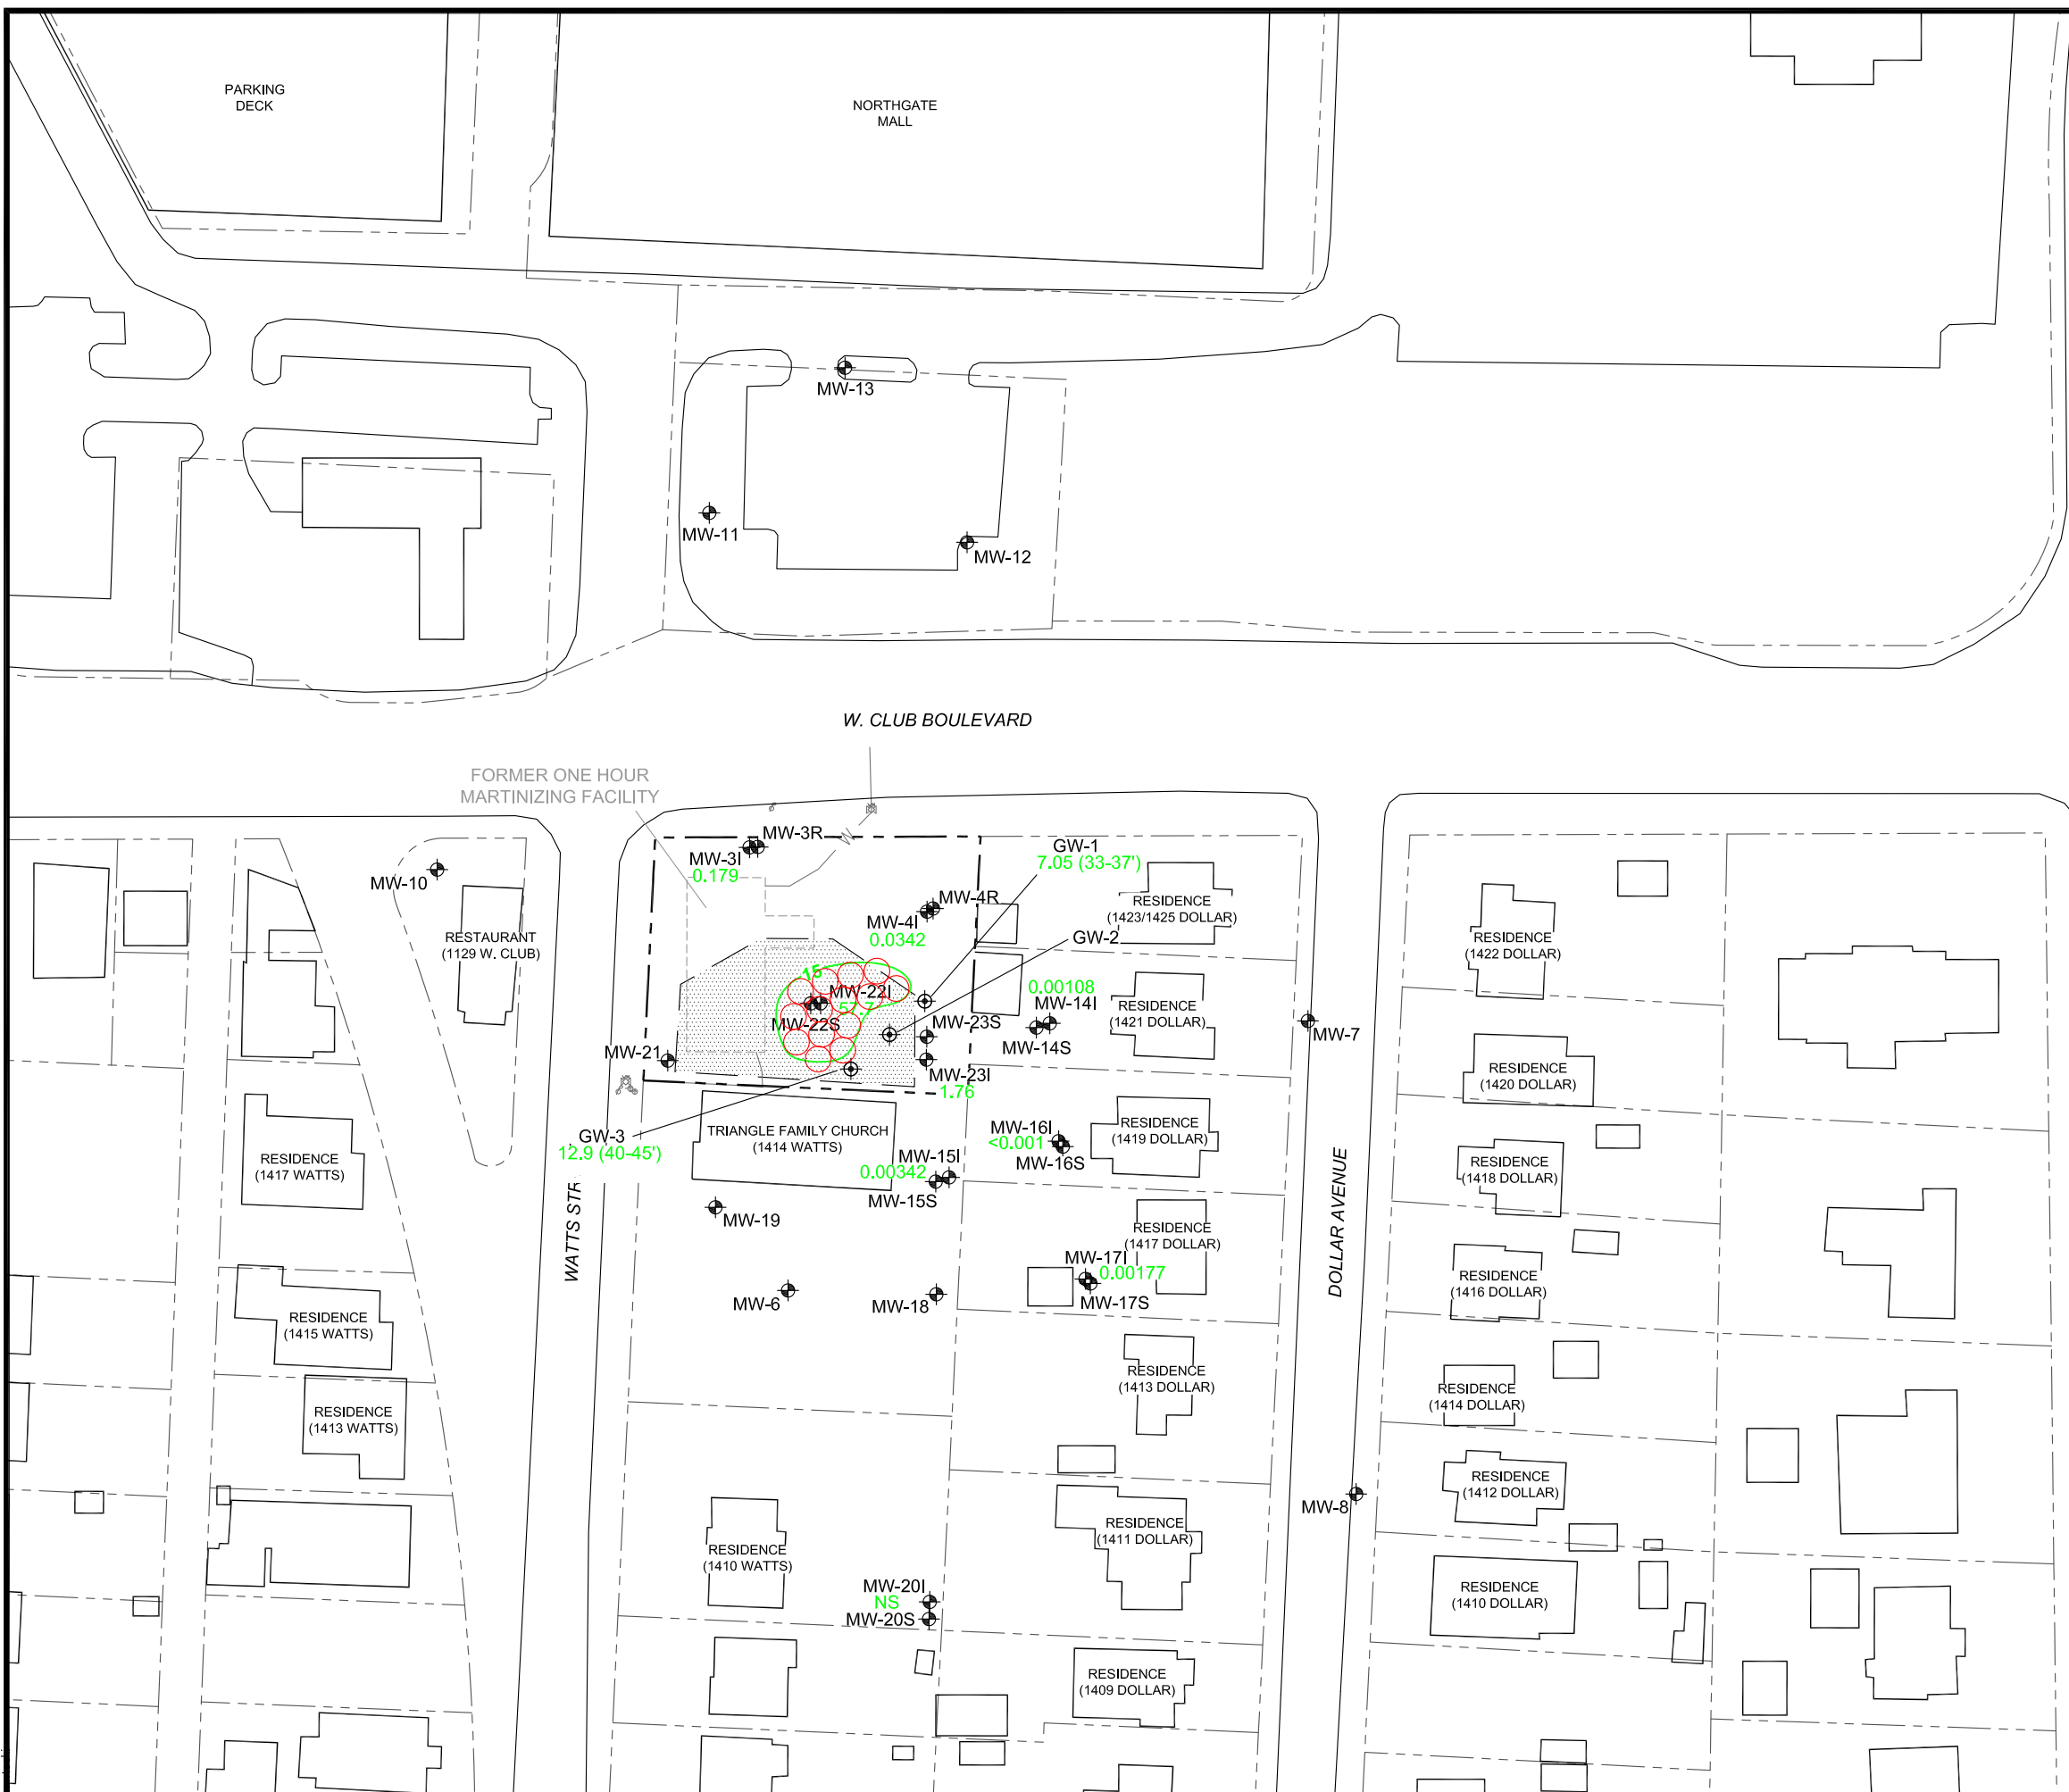 PARKING
DECK
NORTHGATE
MALL
MW-13
MW-11
MW-12
W. CLUB BOULEVARD
FORMER ONE HOUR
MARTINIZING FACILITY
MW-3R
MW-3I
0.179
GW-1
7.05 (33-37')
MW-10
MW-4R
MW-4I
0.0342
RESIDENCE
(1423/1425 DOLLAR)
GW-2
RESTAURANT
(1129 W. CLUB)
RESIDENCE
(1422 DOLLAR)
15
MW-22I
57.7
MW-22S
0.00108
MW-14I
MW-14S
RESIDENCE
(1421 DOLLAR)
MW-23S
MW-7
MW-21
MW-23I
1.76
RESIDENCE
(1420 DOLLAR)
GW-3
12.9 (40-45')
TRIANGLE FAMILY CHURCH
(1414 WATTS)
MW-16I
<0.001
MW-16S
RESIDENCE
(1419 DOLLAR)
MW-15I
0.00342
MW-15S
RESIDENCE
(1417 WATTS)
RESIDENCE
(1418 DOLLAR)
WATTS STR
MW-19
DOLLAR AVENUE
RESIDENCE
(1417 DOLLAR)
MW-17I
0.00177
MW-17S
MW-6
MW-18
RESIDENCE
(1416 DOLLAR)
RESIDENCE
(1415 WATTS)
RESIDENCE
(1413 DOLLAR)
RESIDENCE
(1414 DOLLAR)
RESIDENCE
(1413 WATTS)
RESIDENCE
(1412 DOLLAR)
MW-8
RESIDENCE
(1411 DOLLAR)
RESIDENCE
(1410 WATTS)
MW-20I
NS
MW-20S
RESIDENCE
(1410 DOLLAR)
RESIDENCE
(1409 DOLLAR)